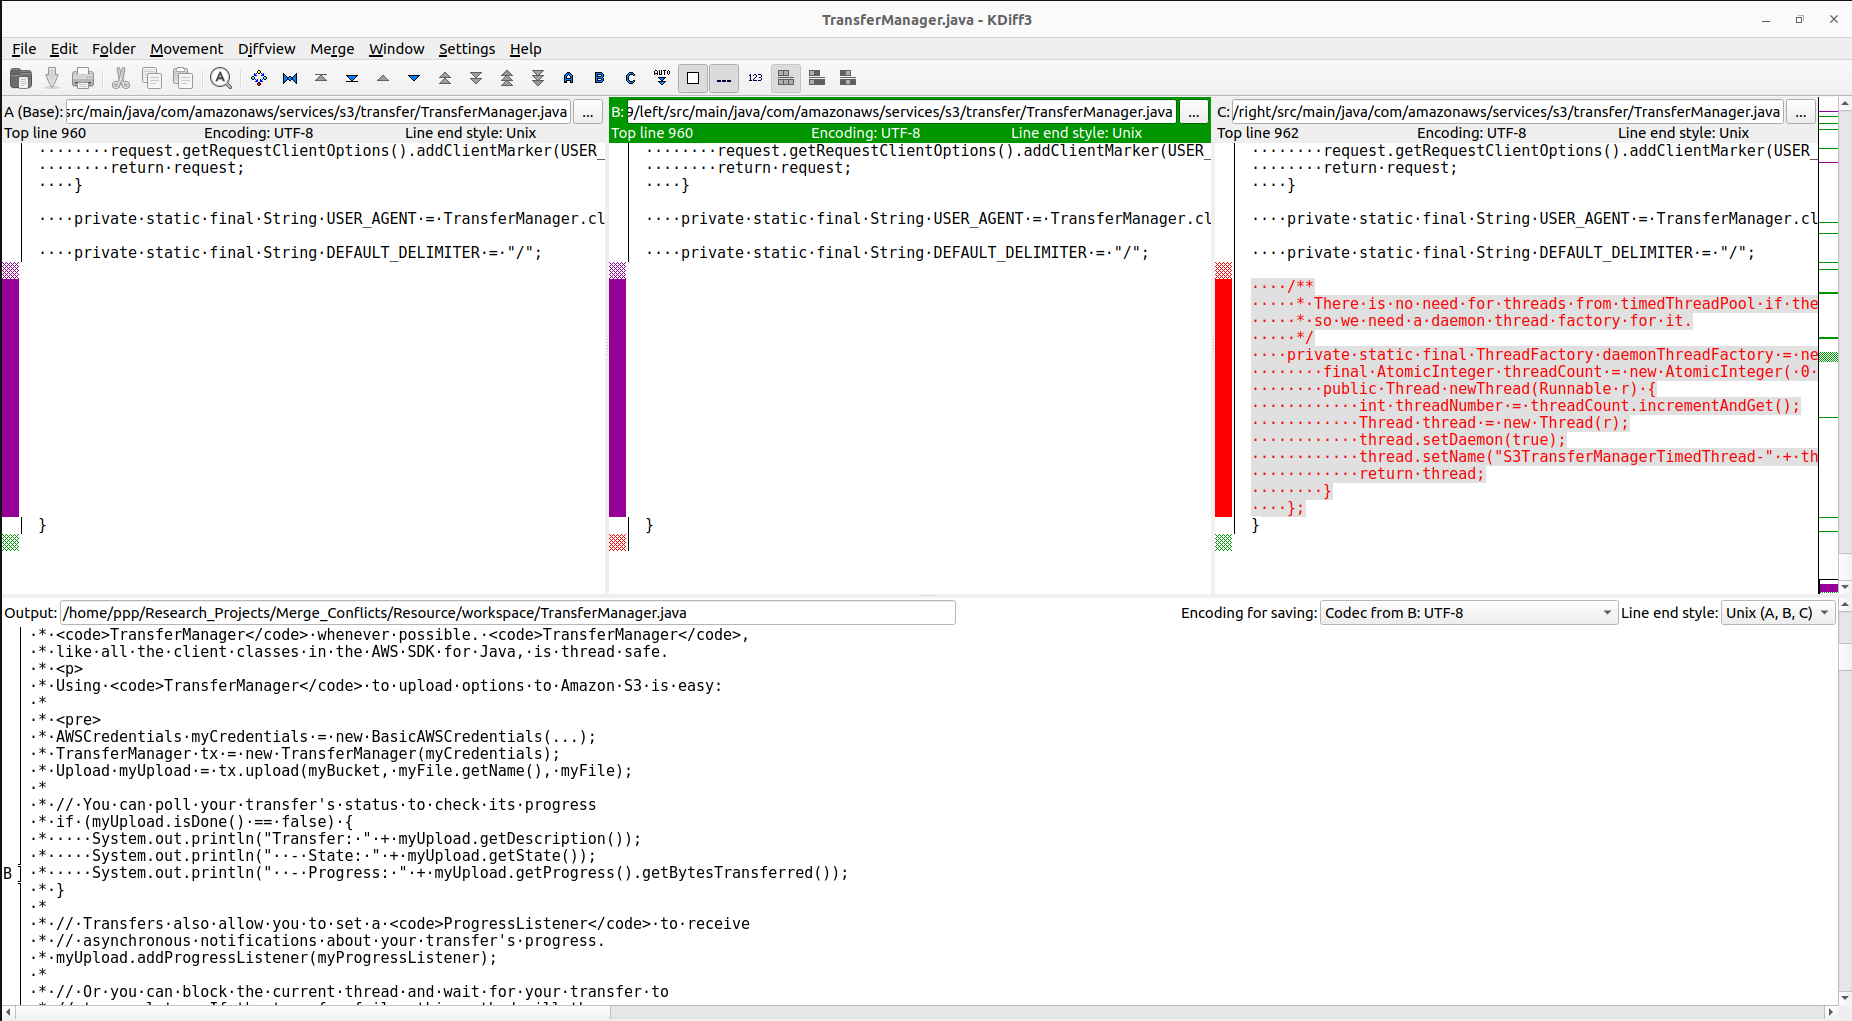 TransferManager.java - KDiff3
File Edit Folder Movement Diffview Merge Window Settings Help
A B C AUTO 123
A (Base): src/main/java/com/amazonaws/services/s3/transfer/TransferManager.java ...
Top line 960 Encoding: UTF-8 Line end style: Unix
········request.getRequestClientOptions().addClientMarker(USER_
········return·request;
····}
····private·static·final·String·USER_AGENT·=·TransferManager.cl
····private·static·final·String·DEFAULT_DELIMITER·=·"/";
}
B: 9/left/src/main/java/com/amazonaws/services/s3/transfer/TransferManager.java ...
Top line 960 Encoding: UTF-8 Line end style: Unix
········request.getRequestClientOptions().addClientMarker(USER_
········return·request;
····}
····private·static·final·String·USER_AGENT·=·TransferManager.cl
····private·static·final·String·DEFAULT_DELIMITER·=·"/";
}
C: /right/src/main/java/com/amazonaws/services/s3/transfer/TransferManager.java ...
Top line 962 Encoding: UTF-8 Line end style: Unix
········request.getRequestClientOptions().addClientMarker(USER_
········return·request;
····}
····private·static·final·String·USER_AGENT·=·TransferManager.cl
····private·static·final·String·DEFAULT_DELIMITER·=·"/";
····/**
·····*·There·is·no·need·for·threads·from·timedThreadPool·if·the
·····*·so·we·need·a·daemon·thread·factory·for·it.
·····*/
····private·static·final·ThreadFactory·daemonThreadFactory·=·ne
········final·AtomicInteger·threadCount·=·new·AtomicInteger(·0·
········public·Thread·newThread(Runnable·r)·{
············int·threadNumber·=·threadCount.incrementAndGet();
············Thread·thread·=·new·Thread(r);
············thread.setDaemon(true);
············thread.setName("S3TransferManagerTimedThread-"·+·th
············return·thread;
········}
····};
}
Output: /home/ppp/Research_Projects/Merge_Conflicts/Resource/workspace/TransferManager.java Encoding for saving: Codec from B: UTF-8 Line end style: Unix (A, B, C)
·*·<code>TransferManager</code>·whenever·possible.·<code>TransferManager</code>,
·*·like·all·the·client·classes·in·the·AWS·SDK·for·Java,·is·thread·safe.
·*·<p>
·*·Using·<code>TransferManager</code>·to·upload·options·to·Amazon·S3·is·easy:
·*
·*·<pre>
·*·AWSCredentials·myCredentials·=·new·BasicAWSCredentials(...);
·*·TransferManager·tx·=·new·TransferManager(myCredentials);
·*·Upload·myUpload·=·tx.upload(myBucket,·myFile.getName(),·myFile);
·*
·*·//·You·can·poll·your·transfer's·status·to·check·its·progress
·*·if·(myUpload.isDone()·==·false)·{
·*·····System.out.println("Transfer:·"·+·myUpload.getDescription());
·*·····System.out.println("··-·State:·"·+·myUpload.getState());
B ·*·····System.out.println("··-·Progress:·"·+·myUpload.getProgress().getBytesTransferred());
·*·}
·*
·*·//·Transfers·also·allow·you·to·set·a·<code>ProgressListener</code>·to·receive
·*·//·asynchronous·notifications·about·your·transfer's·progress.
·*·myUpload.addProgressListener(myProgressListener);
·*
·*·//·Or·you·can·block·the·current·thread·and·wait·for·your·transfer·to